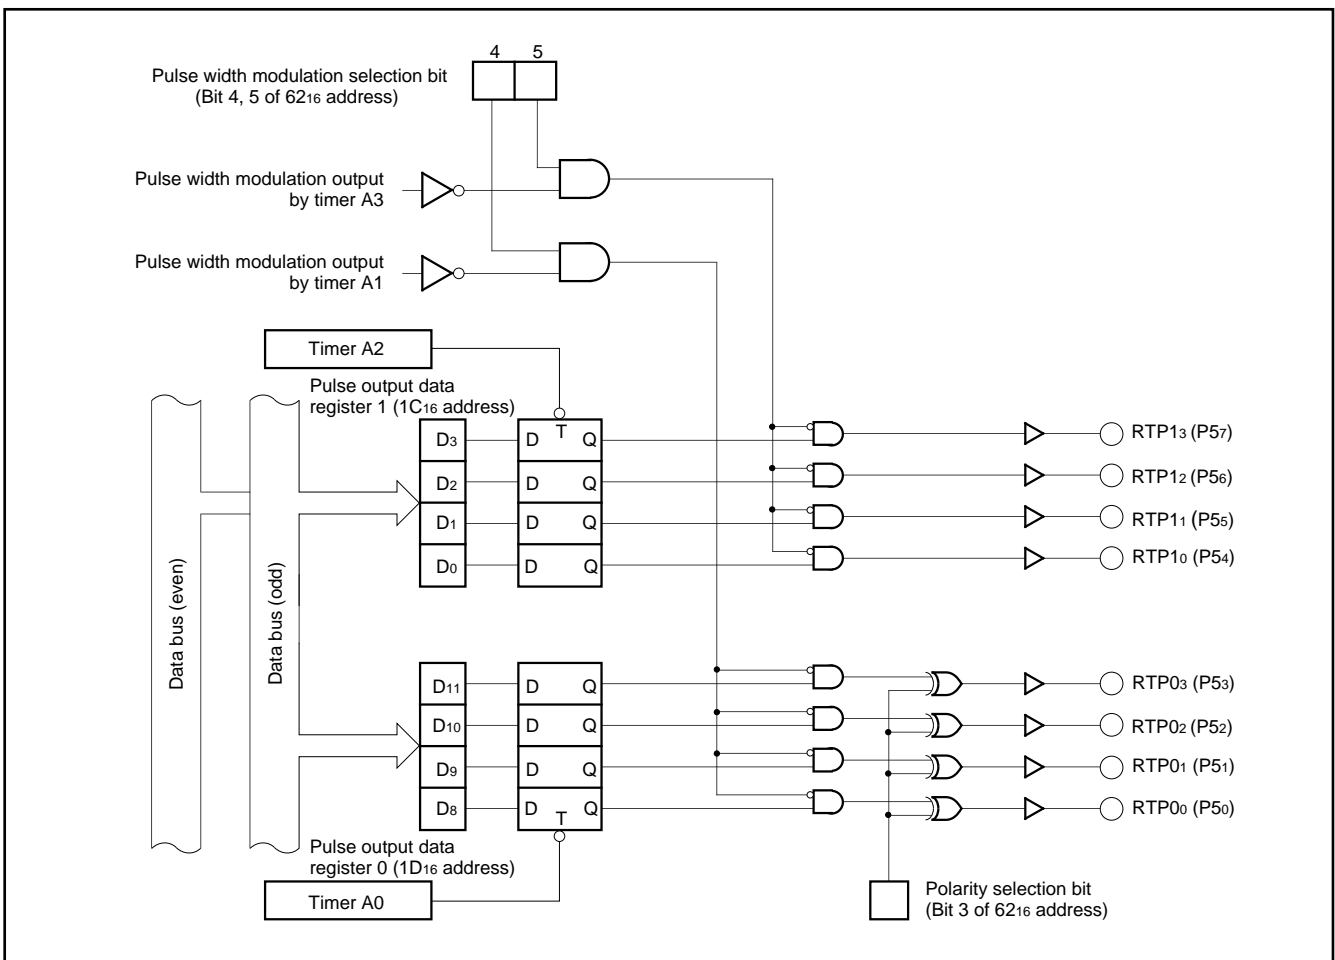 4 5
Pulse width modulation selection bit
(Bit 4, 5 of 6216 address)
Pulse width modulation output
by timer A3
Pulse width modulation output
by timer A1
Timer A2
Pulse output data
register 1 (1C16 address)
T
D3 D Q
D2 D Q
D1 D Q
D0 D Q
RTP13 (P57)
RTP12 (P56)
RTP11 (P55)
RTP10 (P54)
Data bus (even)
Data bus (odd)
D11 D Q
D10 D Q
D9 D Q
D8 D Q
T
RTP03 (P53)
RTP02 (P52)
RTP01 (P51)
RTP00 (P50)
Pulse output data
register 0 (1D16 address)
Timer A0
Polarity selection bit
(Bit 3 of 6216 address)